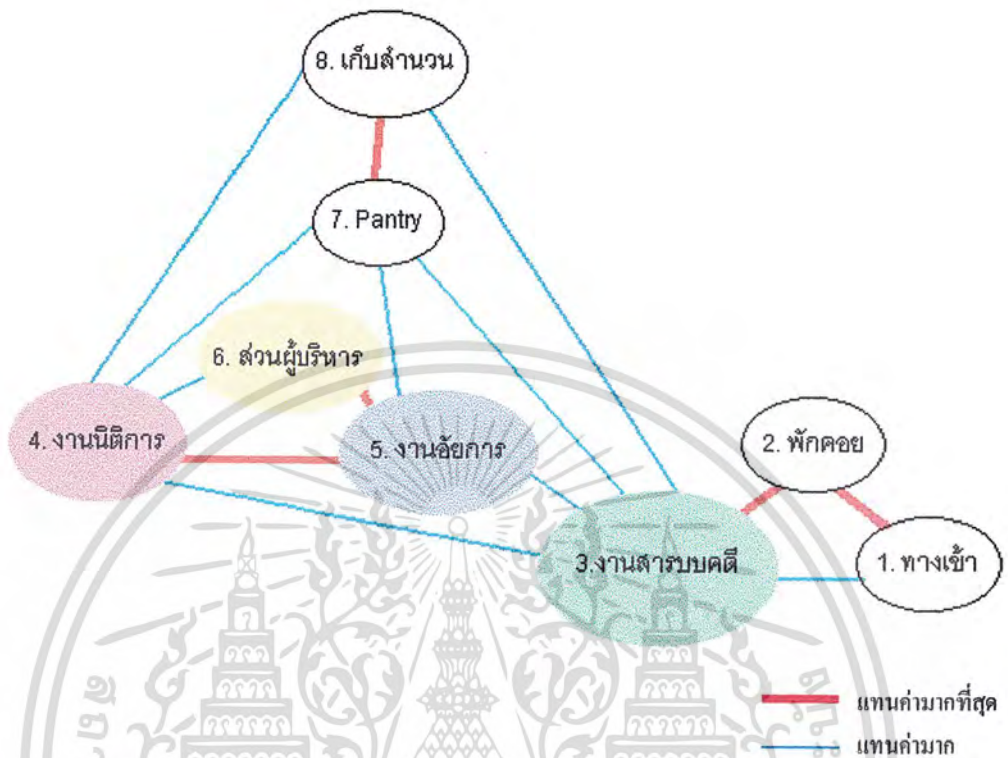 8. เก็บสำนวน
7. Pantry
6. ส่วนผู้บริหาร
4. งานนิติการ
5. งานอัยการ
2. พักคอย
3.งานสารบบคดี
1. ทางเข้า
แทนค่ามากที่สุด
แทนค่ามาก